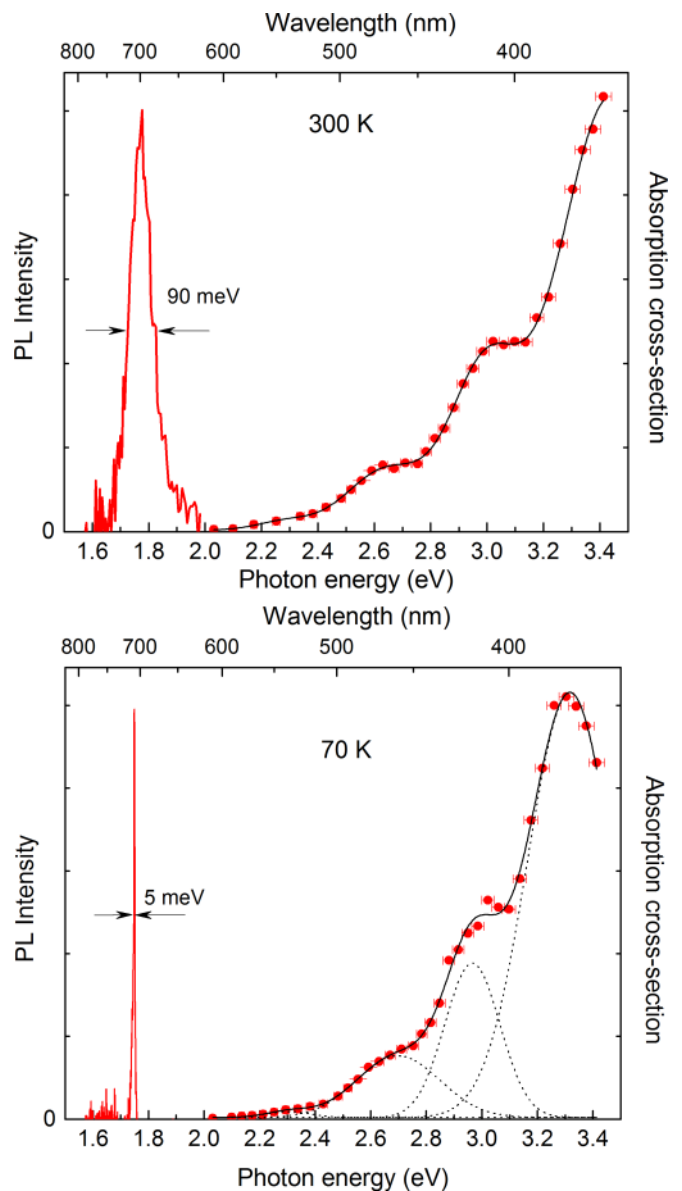 Wavelength (nm)
800 700 600 500 400
300 K
90 meV
PL Intensity
Absorption cross-section
0
1.6 1.8 2.0 2.2 2.4 2.6 2.8 3.0 3.2 3.4
Photon energy (eV)
Wavelength (nm)
800 700 600 500 400
70 K
5 meV
PL Intensity
Absorption cross-section
0
1.6 1.8 2.0 2.2 2.4 2.6 2.8 3.0 3.2 3.4
Photon energy (eV)